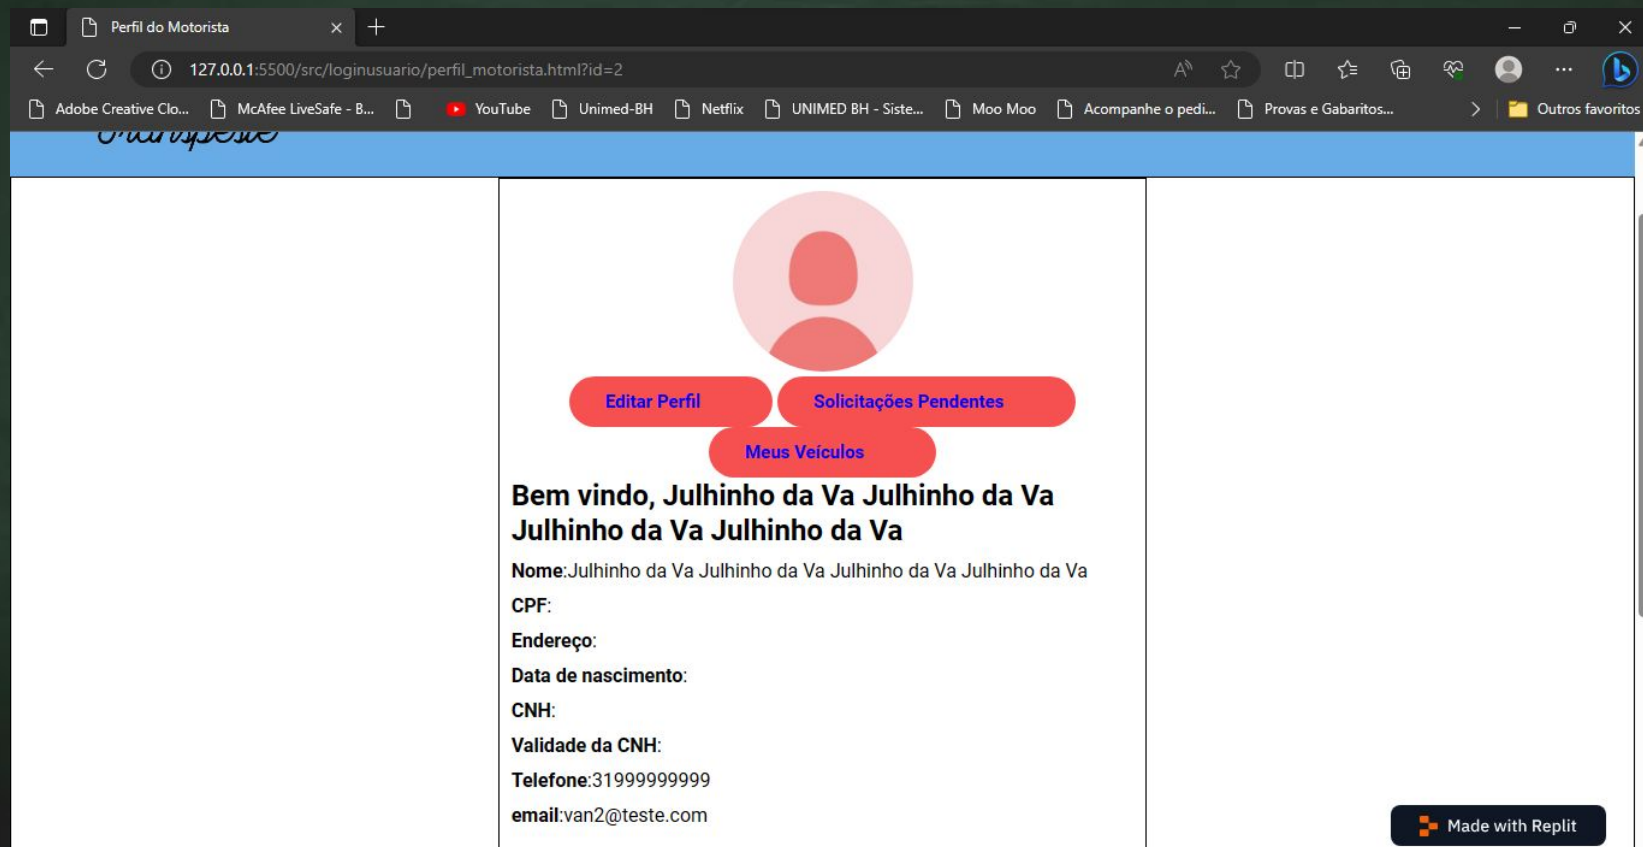 Perfil do Motorista
127.0.0.1:5500/src/loginusuario/perfil_motorista.html?id=2
Adobe Creative Clo... McAfee LiveSafe - B... YouTube Unimed-BH Netflix UNIMED BH - Siste... Moo Moo Acompanhe o pedi... Provas e Gabaritos... Outros favoritos
Editar Perfil Solicitações Pendentes
Meus Veículos
Bem vindo, Julhinho da Va Julhinho da Va
Julhinho da Va Julhinho da Va
Nome:Julhinho da Va Julhinho da Va Julhinho da Va Julhinho da Va
CPF:
Endereço:
Data de nascimento:
CNH:
Validade da CNH:
Telefone:31999999999
email:van2@teste.com
Made with Replit